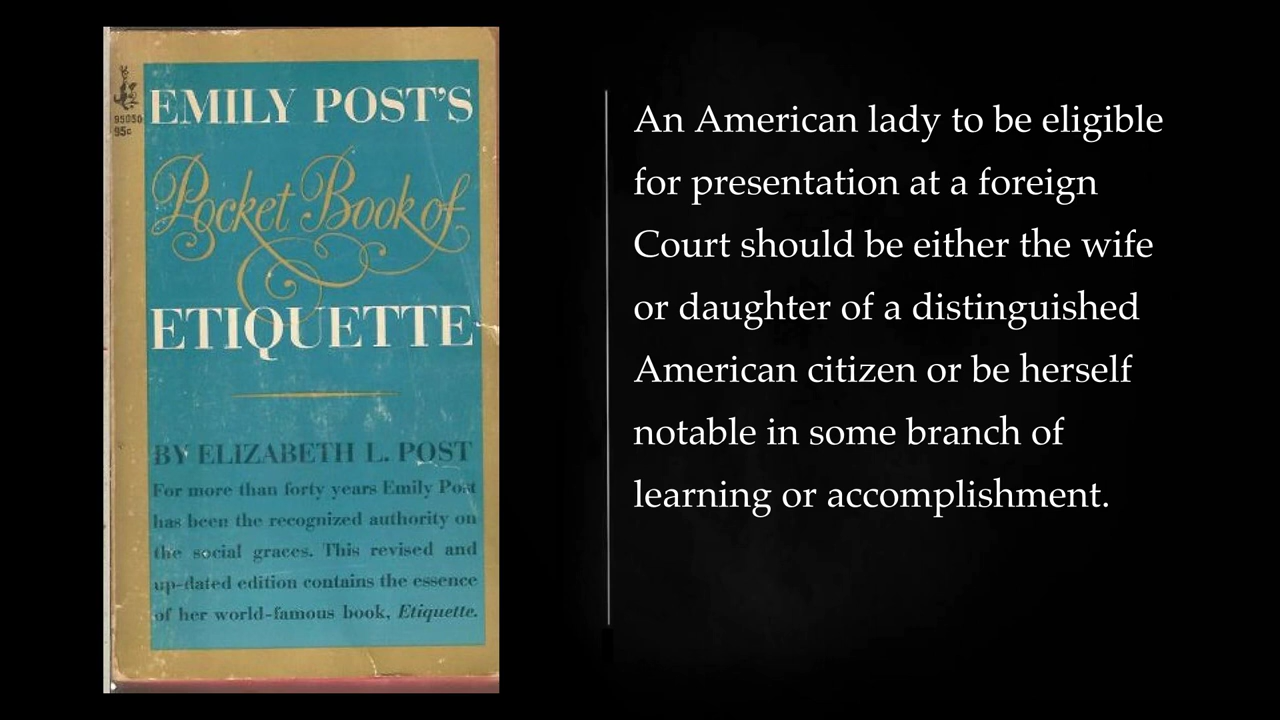 95050
95c
EMILY POST'S
Pocket Book of
ETIQUETTE
BY ELIZABETH L. POST
For more than forty years Emily Post
has been the recognized authority on
the social graces. This revised and
up-dated edition contains the essence
of her world-famous book, Etiquette.
An American lady to be eligible
for presentation at a foreign
Court should be either the wife
or daughter of a distinguished
American citizen or be herself
notable in some branch of
learning or accomplishment.